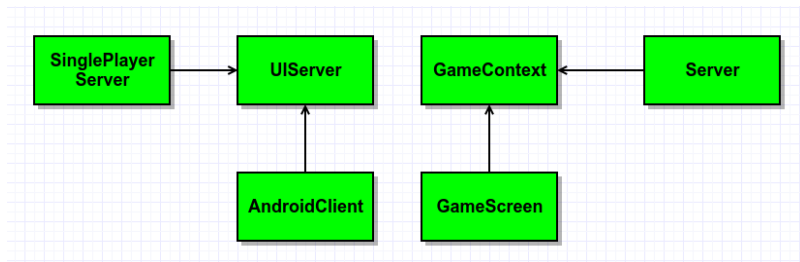 SinglePlayer
Server
UIServer
GameContext
Server
AndroidClient
GameScreen